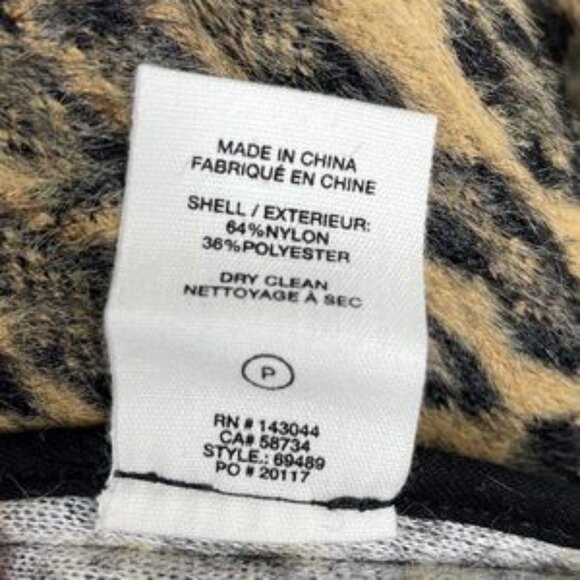 MADE IN CHINA
FABRIQUÉ EN CHINE
SHELL / EXTERIEUR:
64%NYLON
36%POLYESTER
DRY CLEAN
NETTOYAGE À SEC
P
RN # 143044
CA# 58734
STYLE.: 69489
PO # 20117